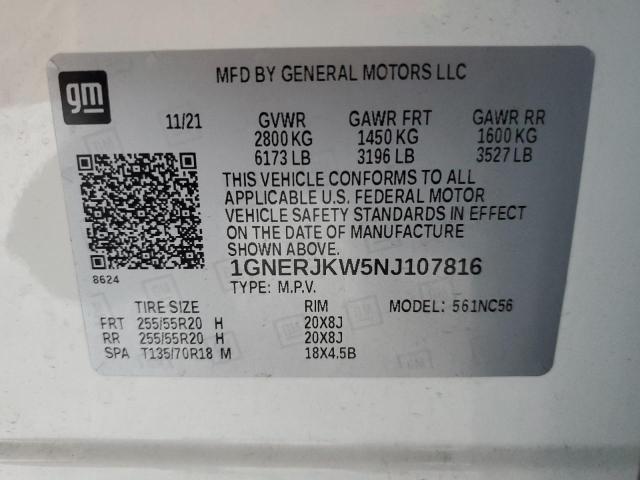 gm
MFD BY GENERAL MOTORS LLC
11/21 GVWR GAWR FRT GAWR RR
2800 KG 1450 KG 1600 KG
6173 LB 3196 LB 3527 LB
THIS VEHICLE CONFORMS TO ALL
APPLICABLE U.S. FEDERAL MOTOR
VEHICLE SAFETY STANDARDS IN EFFECT
ON THE DATE OF MANUFACTURE
SHOWN ABOVE.
8624
1GNERJKW5NJ107816
TYPE: M.P.V.
TIRE SIZE RIM MODEL: 561NC56
FRT 255/55R20 H 20X8J
RR 255/55R20 H 20X8J
SPA T135/70R18 M 18X4.5B